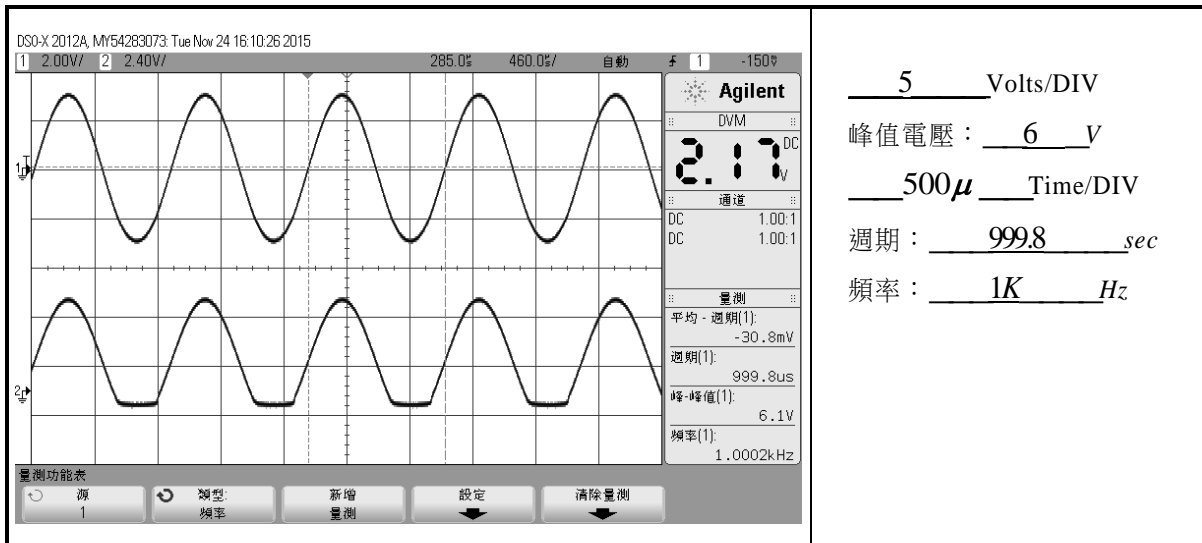 DSO-X 2012A, MY54283073: Tue Nov 24 16:10:26 2015
1 2.00V/ 2 2.40V/ 285.0us 460.0us/ 自動 1 -150V
Agilent
DVM
2.17 DC V
通道
DC 1.00:1
DC 1.00:1
量測
平均 - 週期(1):
-30.8mV
週期(1):
999.8us
峰-峰值(1):
6.1V
頻率(1):
1.0002kHz
1
T
2
量測功能表
源
1
類型:
頻率
新增
量測
設定
清除量測
5 Volts/DIV
峰值電壓：6 V
500μ Time/DIV
週期：999.8 sec
頻率：1K Hz